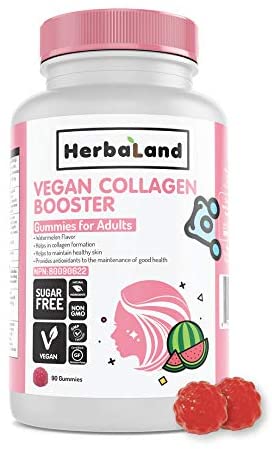 HerbaLand
VEGAN COLLAGEN
BOOSTER
Gummies for Adults
• Watermelon Flavor
• Helps in collagen formation
• Helps to maintain healthy skin
• Provides antioxidants to the maintenance of good health
NPN:80090622
SUGAR
FREE
NON
GMO
VEGAN
GF
90 Gummies